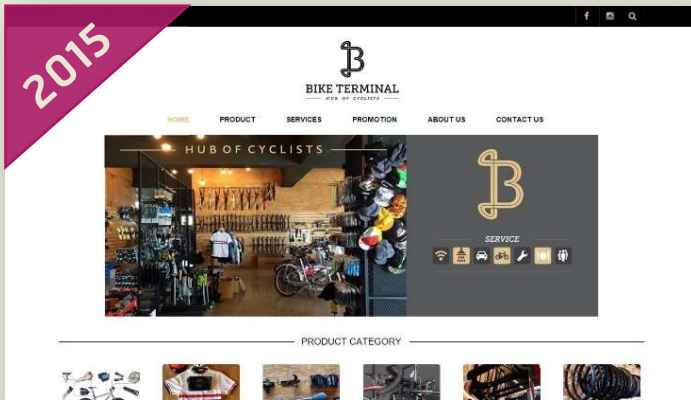 2015
BIKE TERMINAL
HUB OF CYCLISTS
HOME PRODUCT SERVICES PROMOTION ABOUT US CONTACT US
HUB OF CYCLISTS
SERVICE
PRODUCT CATEGORY